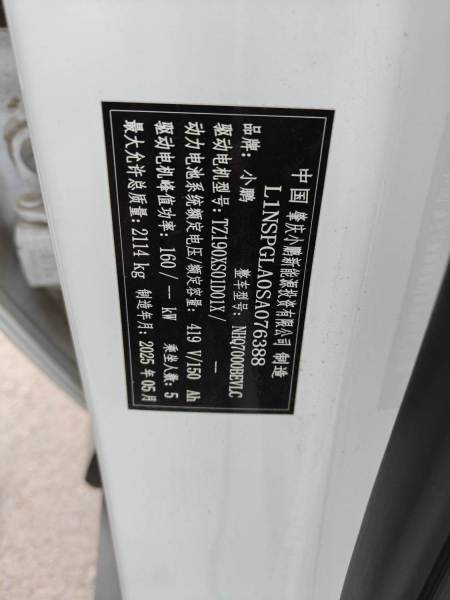 中国 肇庆小鹏新能源投资有限公司 制造
L1NSPGLA0SA076388
品牌: 小鹏 整车型号: NHQ7000BEVLC
驱动电机型号: TZ190XS01D01X/ —
动力电池系统额定电压/额定容量: 419 V/150 Ah
驱动电机峰值功率: 160/ -- kW 乘坐人数: 5
最大允许总质量: 2114 kg 制造年月: 2025 年 05 月